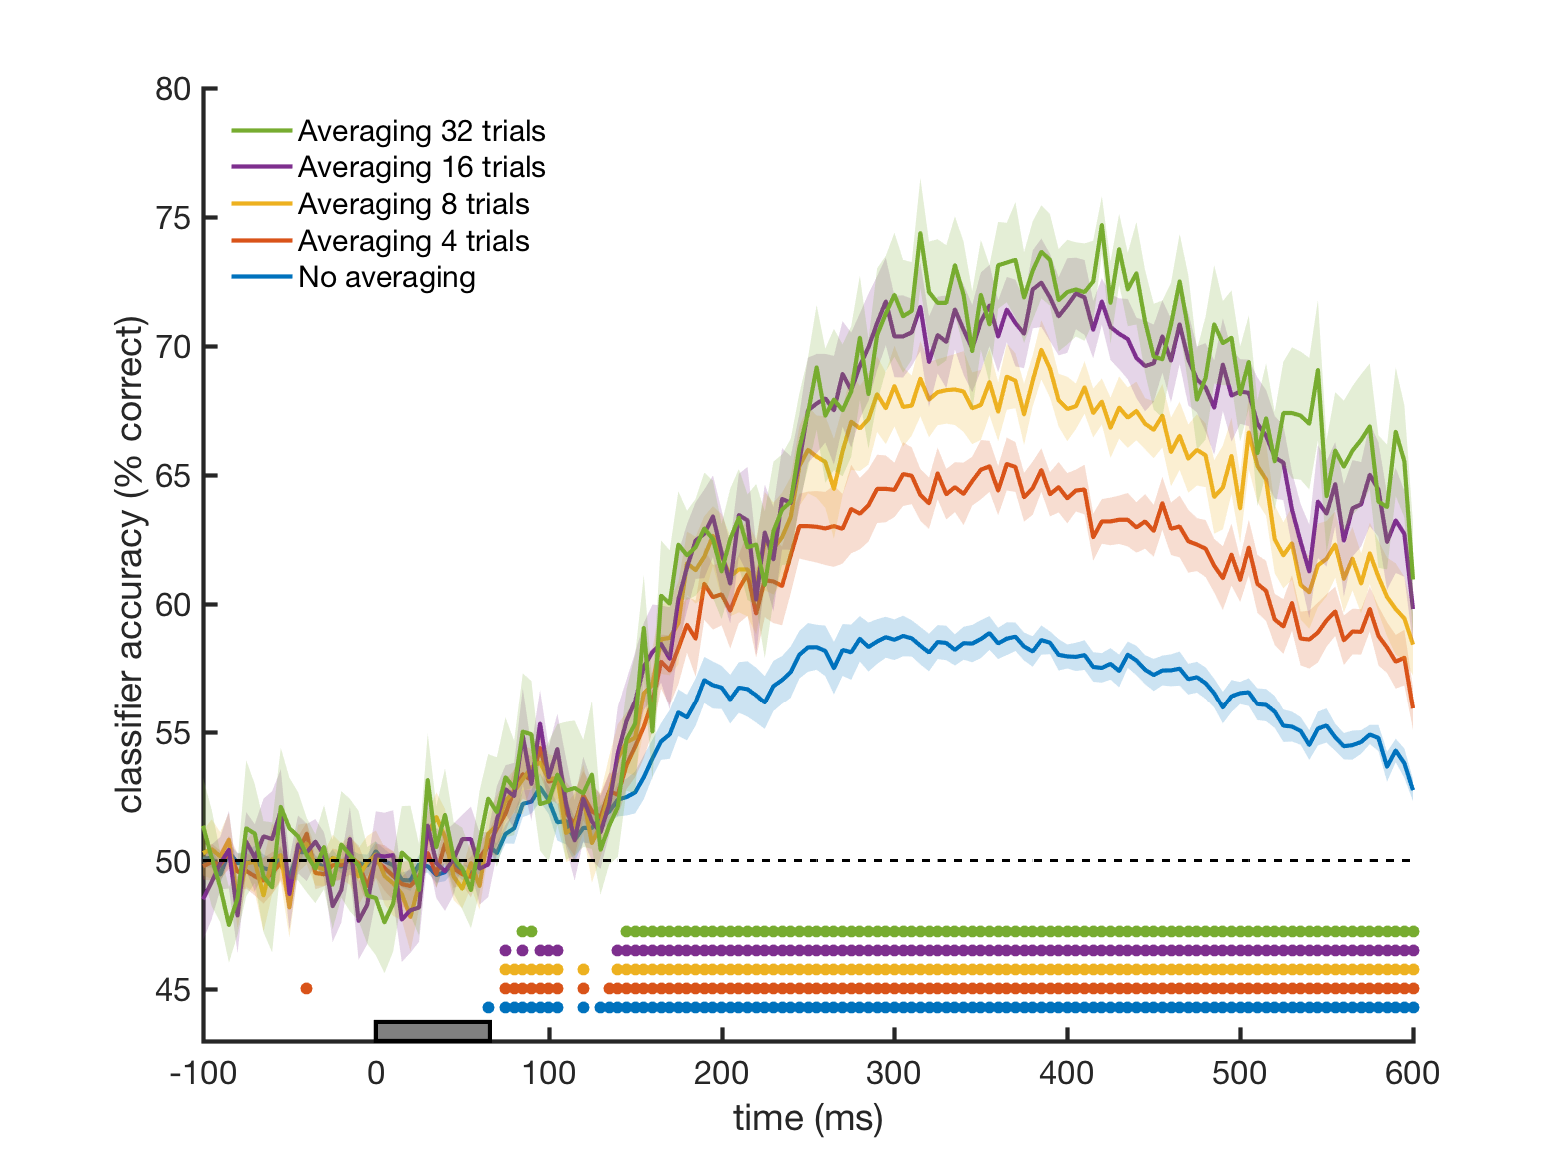 80
75
70
65
60
55
50
45
classifier accuracy (% correct)
Averaging 32 trials
Averaging 16 trials
Averaging 8 trials
Averaging 4 trials
No averaging
-100 0 100 200 300 400 500 600
time (ms)